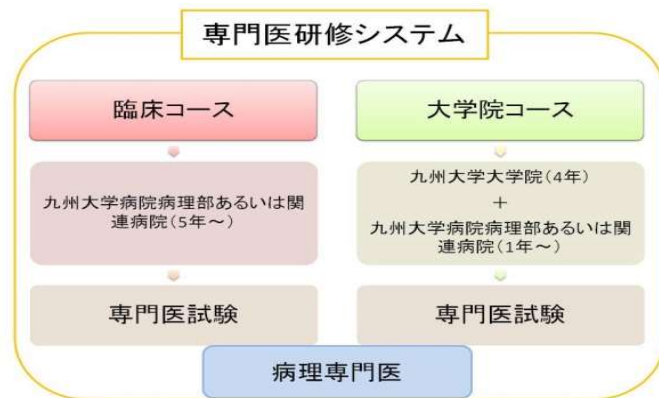 専門医研修システム
臨床コース
九州大学病院病理部あるいは関
連病院(5年～)
専門医試験
大学院コース
九州大学大学院(4年)
+
九州大学病院病理部あるいは関
連病院(1年～)
専門医試験
病理専門医